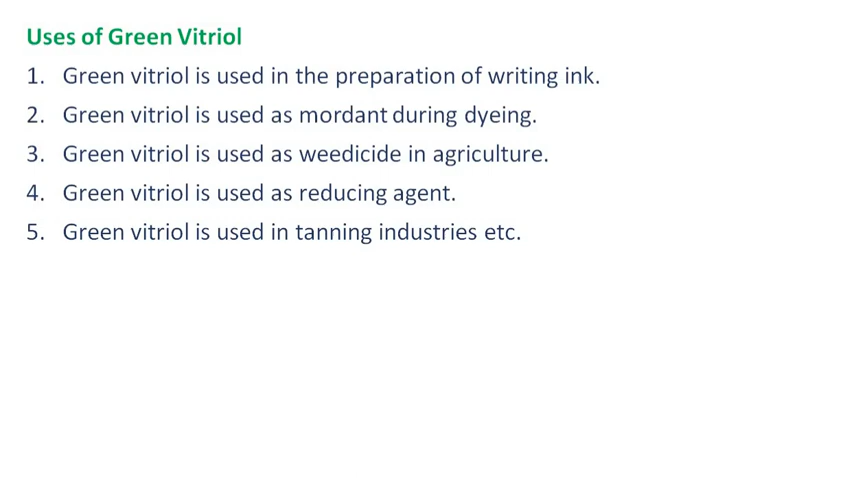 Uses of Green Vitriol
1. Green vitriol is used in the preparation of writing ink.
2. Green vitriol is used as mordant during dyeing.
3. Green vitriol is used as weedicide in agriculture.
4. Green vitriol is used as reducing agent.
5. Green vitriol is used in tanning industries etc.